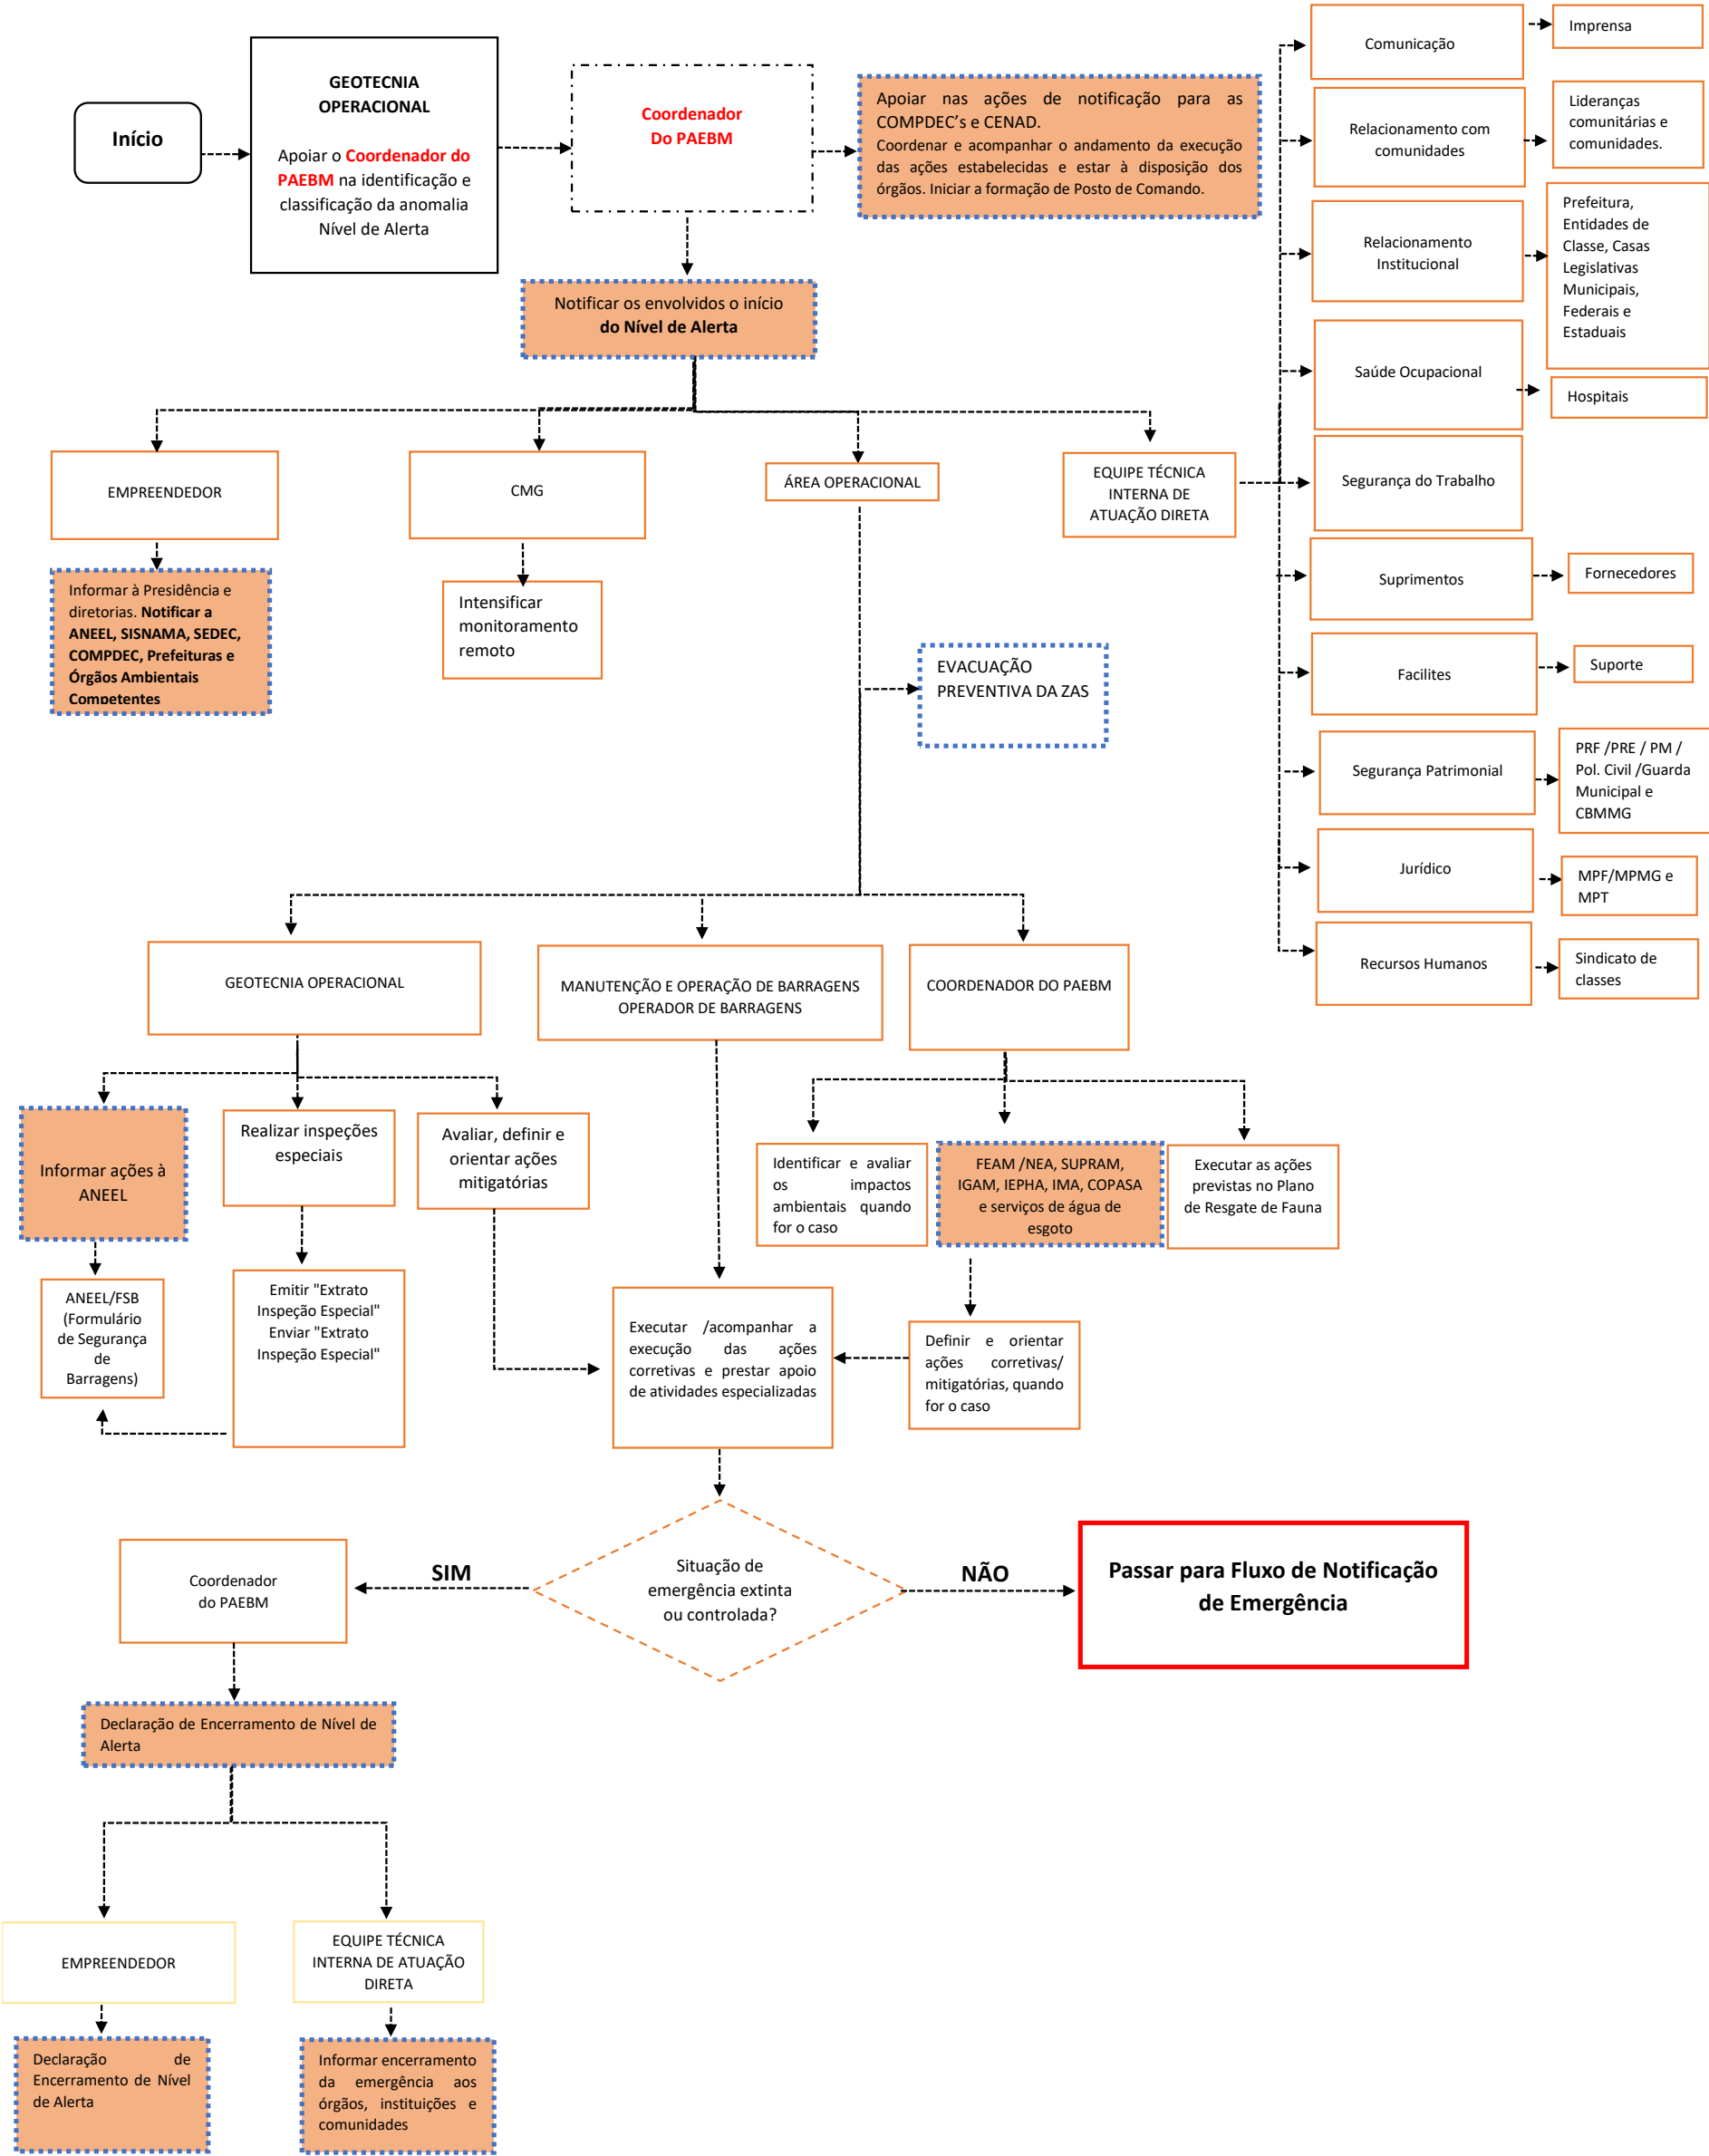 Início
GEOTECNIA
OPERACIONAL
Apoiar o Coordenador do
PAEBM na identificação e
classificação da anomalia
Nível de Alerta
Coordenador
Do PAEBM
Apoiar nas ações de notificação para as
COMPDEC's e CENAD.
Coordenar e acompanhar o andamento da execução
das ações estabelecidas e estar à disposição dos
órgãos. Iniciar a formação de Posto de Comando.
Notificar os envolvidos o início
do Nível de Alerta
Comunicação
Imprensa
Relacionamento com
comunidades
Lideranças
comunitárias e
comunidades.
Relacionamento
Institucional
Prefeitura,
Entidades de
Classe, Casas
Legislativas
Municipais,
Federais e
Estaduais
Saúde Ocupacional
Hospitais
Segurança do Trabalho
Suprimentos
Fornecedores
Facilites
Suporte
Segurança Patrimonial
PRF /PRE / PM /
Pol. Civil /Guarda
Municipal e
CBMMG
Jurídico
MPF/MPMG e
MPT
Recursos Humanos
Sindicato de
classes
EMPREENDEDOR
CMG
ÁREA OPERACIONAL
EQUIPE TÉCNICA
INTERNA DE
ATUAÇÃO DIRETA
Informar à Presidência e
diretorias. Notificar a
ANEEL, SISNAMA, SEDEC,
COMPDEC, Prefeituras e
Órgãos Ambientais
Competentes
Intensificar
monitoramento
remoto
EVACUAÇÃO
PREVENTIVA DA ZAS
GEOTECNIA OPERACIONAL
MANUTENÇÃO E OPERAÇÃO DE BARRAGENS
OPERADOR DE BARRAGENS
COORDENADOR DO PAEBM
Informar ações à
ANEEL
Realizar inspeções
especiais
Avaliar, definir e
orientar ações
mitigatórias
Identificar e avaliar
os impactos
ambientais quando
for o caso
FEAM /NEA, SUPRAM,
IGAM, IEPHA, IMA, COPASA
e serviços de água de
esgoto
Executar as ações
previstas no Plano
de Resgate de Fauna
ANEEL/FSB
(Formulário
de Segurança
de
Barragens)
Emitir "Extrato
Inspeção Especial"
Enviar "Extrato
Inspeção Especial"
Executar /acompanhar a
execução das ações
corretivas e prestar apoio
de atividades especializadas
Definir e orientar
ações corretivas/
mitigatórias, quando
for o caso
Situação de
emergência extinta
ou controlada?
SIM
NÃO
Coordenador
do PAEBM
Passar para Fluxo de Notificação
de Emergência
Declaração de Encerramento de Nível de
Alerta
EMPREENDEDOR
EQUIPE TÉCNICA
INTERNA DE ATUAÇÃO
DIRETA
Declaração de
Encerramento de Nível
de Alerta
Informar encerramento
da emergência aos
órgãos, instituições e
comunidades